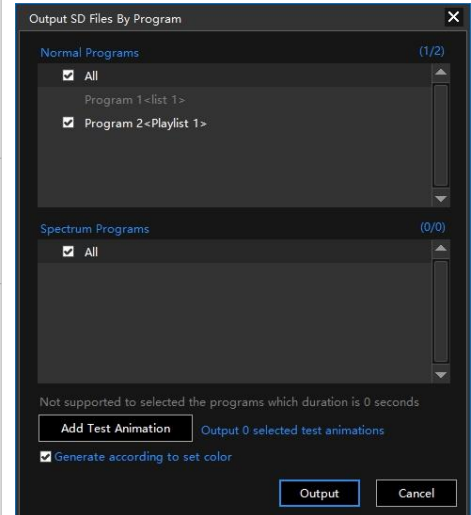 Output SD Files By Program
Normal Programs (1/2)
All
Program 1<list 1>
Program 2<Playlist 1>
Spectrum Programs (0/0)
All
Not supported to selected the programs which duration is 0 seconds
Add Test Animation Output 0 selected test animations
Generate according to set color
Output Cancel